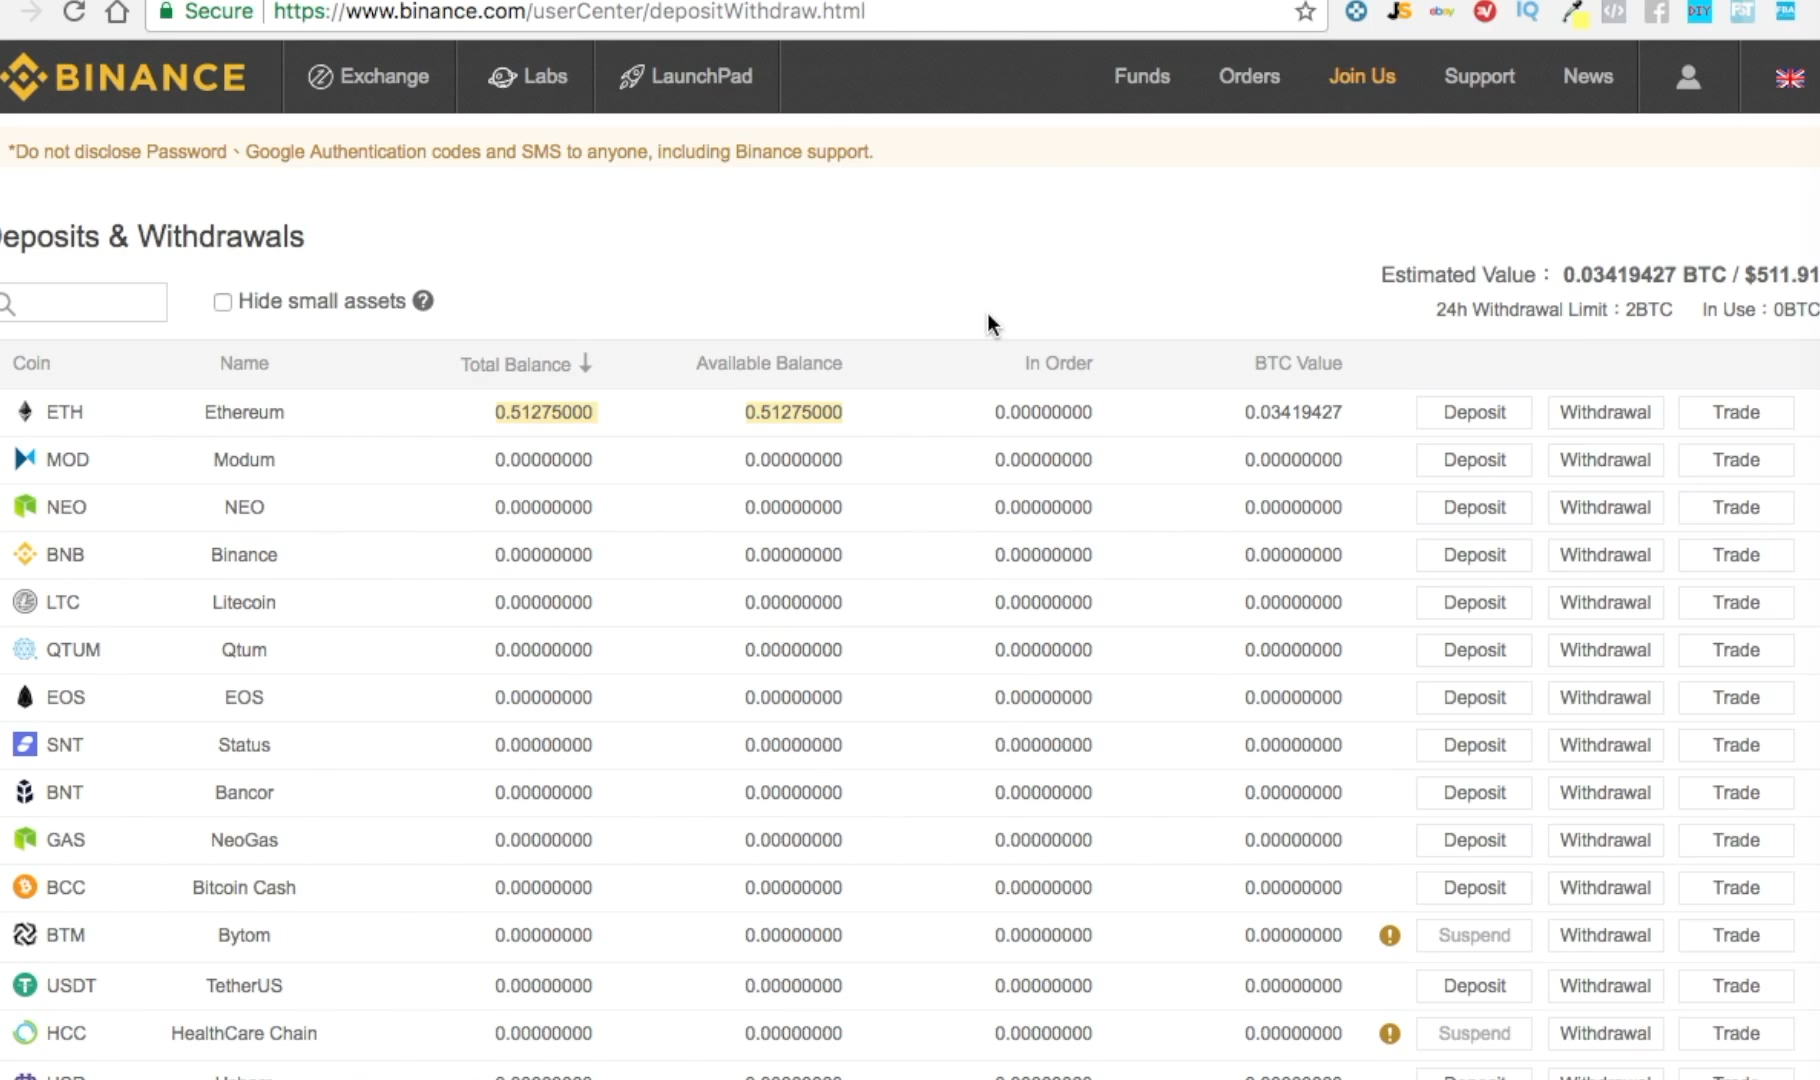 Secure https://www.binance.com/userCenter/depositWithdraw.html JS ebay IQ </> f DIY FBA
BINANCE Exchange Labs LaunchPad Funds Orders Join Us Support News
*Do not disclose Password、Google Authentication codes and SMS to anyone, including Binance support.
eposits & Withdrawals
Estimated Value： 0.03419427 BTC / $511.91
Hide small assets ?
24h Withdrawal Limit：2BTC In Use：0BTC
Coin Name Total Balance ↓ Available Balance In Order BTC Value
ETH Ethereum 0.51275000 0.51275000 0.00000000 0.03419427 Deposit Withdrawal Trade
MOD Modum 0.00000000 0.00000000 0.00000000 0.00000000 Deposit Withdrawal Trade
NEO NEO 0.00000000 0.00000000 0.00000000 0.00000000 Deposit Withdrawal Trade
BNB Binance 0.00000000 0.00000000 0.00000000 0.00000000 Deposit Withdrawal Trade
LTC Litecoin 0.00000000 0.00000000 0.00000000 0.00000000 Deposit Withdrawal Trade
QTUM Qtum 0.00000000 0.00000000 0.00000000 0.00000000 Deposit Withdrawal Trade
EOS EOS 0.00000000 0.00000000 0.00000000 0.00000000 Deposit Withdrawal Trade
SNT Status 0.00000000 0.00000000 0.00000000 0.00000000 Deposit Withdrawal Trade
BNT Bancor 0.00000000 0.00000000 0.00000000 0.00000000 Deposit Withdrawal Trade
GAS NeoGas 0.00000000 0.00000000 0.00000000 0.00000000 Deposit Withdrawal Trade
BCC Bitcoin Cash 0.00000000 0.00000000 0.00000000 0.00000000 Deposit Withdrawal Trade
BTM Bytom 0.00000000 0.00000000 0.00000000 0.00000000 ! Suspend Withdrawal Trade
USDT TetherUS 0.00000000 0.00000000 0.00000000 0.00000000 Deposit Withdrawal Trade
HCC HealthCare Chain 0.00000000 0.00000000 0.00000000 0.00000000 ! Suspend Withdrawal Trade